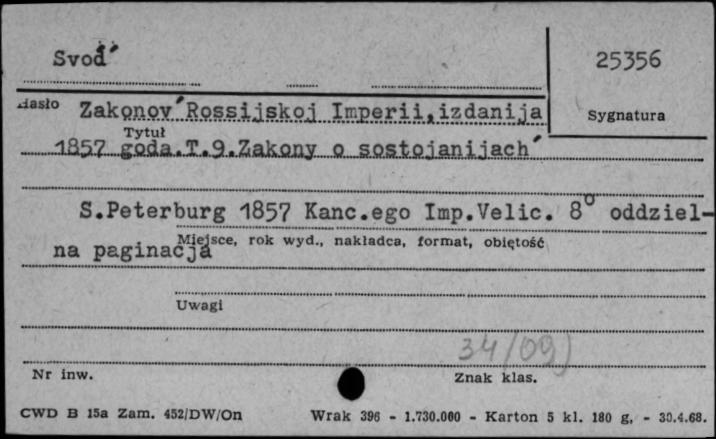 Svod'
25356
Hasło
Zakonov' Rossijskoj Imperii, izdanija
Sygnatura
Tytuł
1857 goda. T.9. Zakony o sostojanijach'
S.Peterburg 1857 Kanc.ego Imp.Velic. 8° oddziel-
Miejsce, rok wyd., nakładca, format, objętość
na paginacja
Uwagi
34/09)
Nr inw.
Znak klas.
CWD B 15a Zam. 452/DW/On
Wrak 396 - 1.730.000 - Karton 5 kl. 180 g, - 30.4.68.